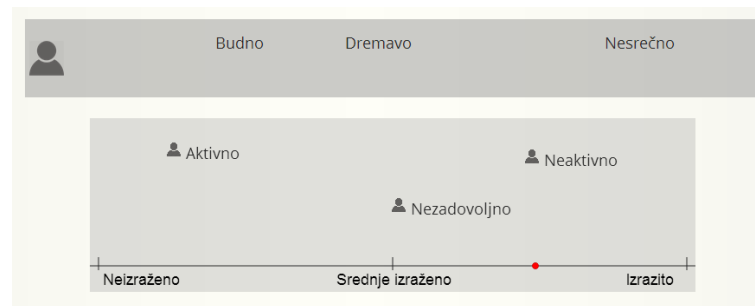 Budno Dremavo Nesrečno
Aktivno
Neaktivno
Nezadovoljno
Neizraženo Srednje izraženo Izrazito